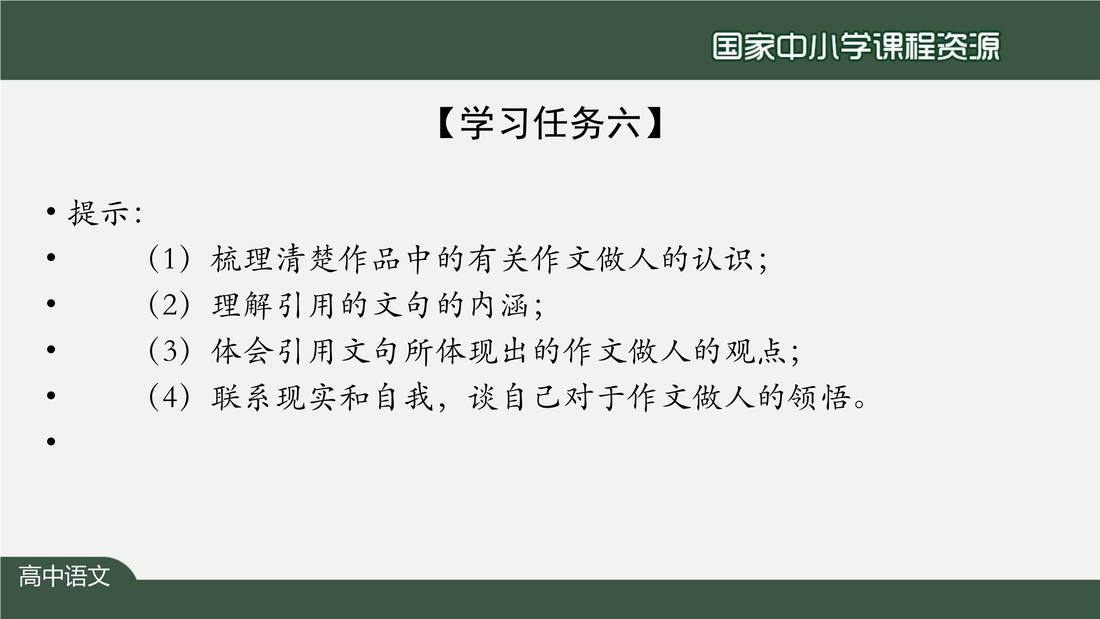 国家中小学课程资源
【学习任务六】
• 提示：
• （1）梳理清楚作品中的有关作文做人的认识；
• （2）理解引用的文句的内涵；
• （3）体会引用文句所体现出的作文做人的观点；
• （4）联系现实和自我，谈自己对于作文做人的领悟。
•
高中语文